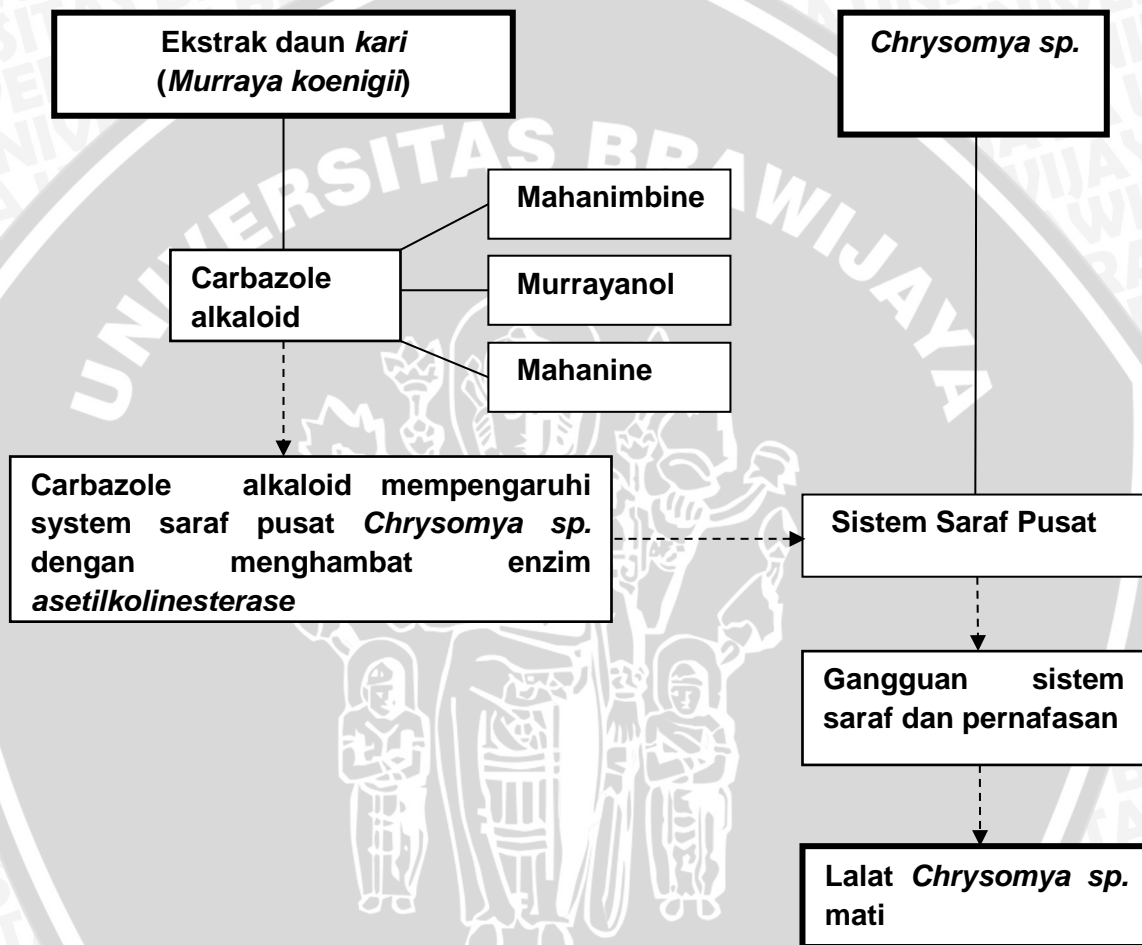 Ekstrak daun kari
(Murraya koenigii)
Chrysomya sp.
UNIVERSITAS BRAWIJAYA
Mahanimbine
Carbazole
alkaloid
Murrayanol
Mahanine
Carbazole alkaloid mempengaruhi
system saraf pusat Chrysomya sp.
dengan menghambat enzim
asetilkolinesterase
Sistem Saraf Pusat
Gangguan sistem
saraf dan pernafasan
Lalat Chrysomya sp.
mati